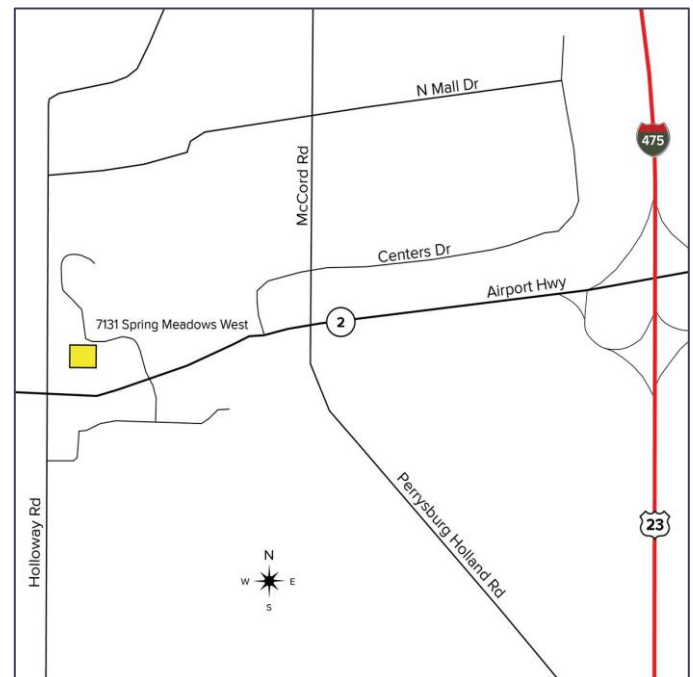 N Mall Dr
475
McCord Rd
Centers Dr
Airport Hwy
7131 Spring Meadows West
2
Holloway Rd
Perrysburg Holland Rd
23
N
W E
S